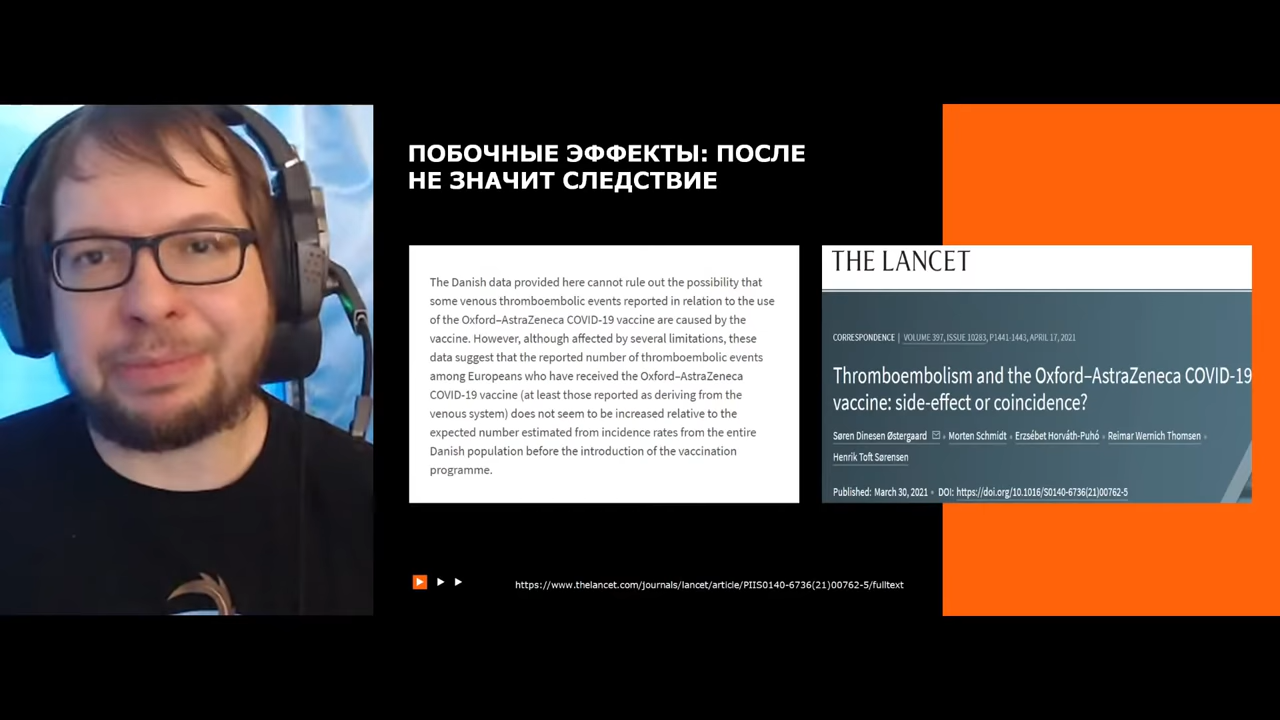 ПОБОЧНЫЕ ЭФФЕКТЫ: ПОСЛЕ
НЕ ЗНАЧИТ СЛЕДСТВИЕ
The Danish data provided here cannot rule out the possibility that
some venous thromboembolic events reported in relation to the use
of the Oxford–AstraZeneca COVID-19 vaccine are caused by the
vaccine. However, although affected by several limitations, these
data suggest that the reported number of thromboembolic events
among Europeans who have received the Oxford–AstraZeneca
COVID-19 vaccine (at least those reported as deriving from the
venous system) does not seem to be increased relative to the
expected number estimated from incidence rates from the entire
Danish population before the introduction of the vaccination
programme.
THE LANCET
CORRESPONDENCE | VOLUME 397, ISSUE 10283, P1441-1443, APRIL 17, 2021
Thromboembolism and the Oxford–AstraZeneca COVID-19
vaccine: side-effect or coincidence?
Søren Dinesen Østergaard • Morten Schmidt • Erzsébet Horváth-Puhó • Reimar Wernich Thomsen •
Henrik Toft Sørensen
Published: March 30, 2021 • DOI: https://doi.org/10.1016/S0140-6736(21)00762-5
https://www.thelancet.com/journals/lancet/article/PIIS0140-6736(21)00762-5/fulltext